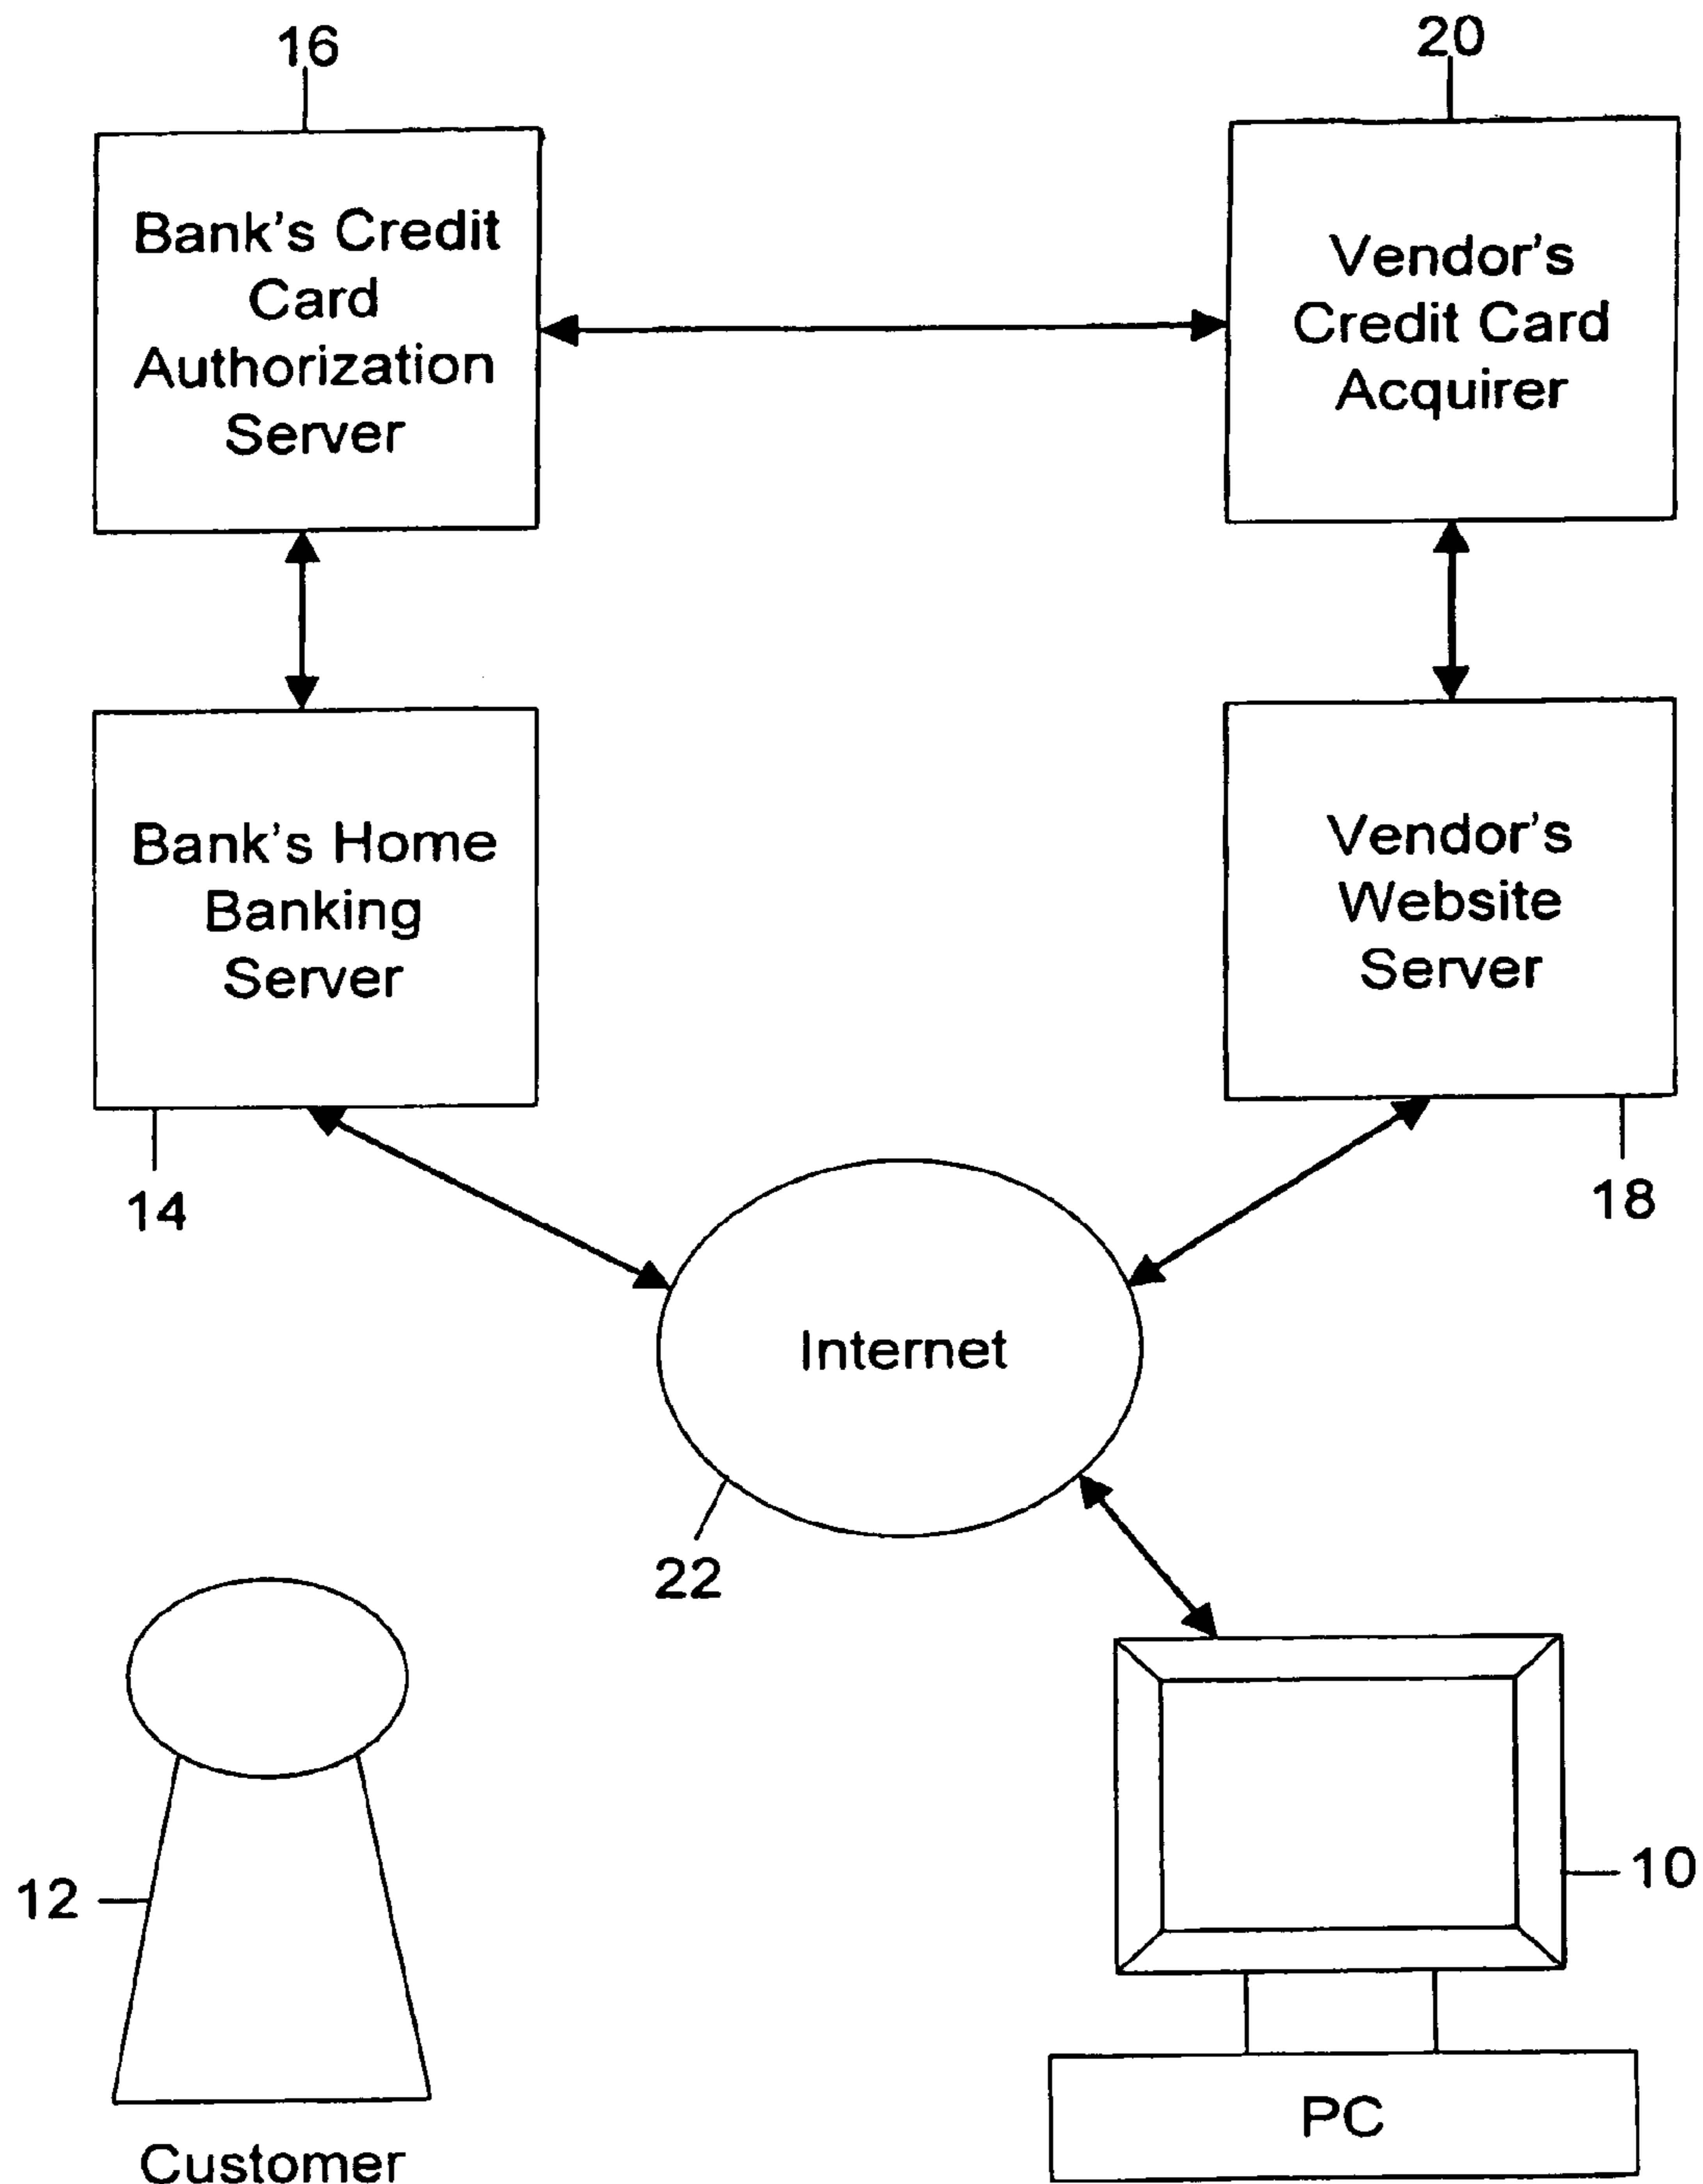 16
20
Bank's Credit
Card
Authorization
Server
Vendor's
Credit Card
Acquirer
Bank's Home
Banking
Server
Vendor's
Website
Server
14
18
Internet
22
12
10
PC
Customer